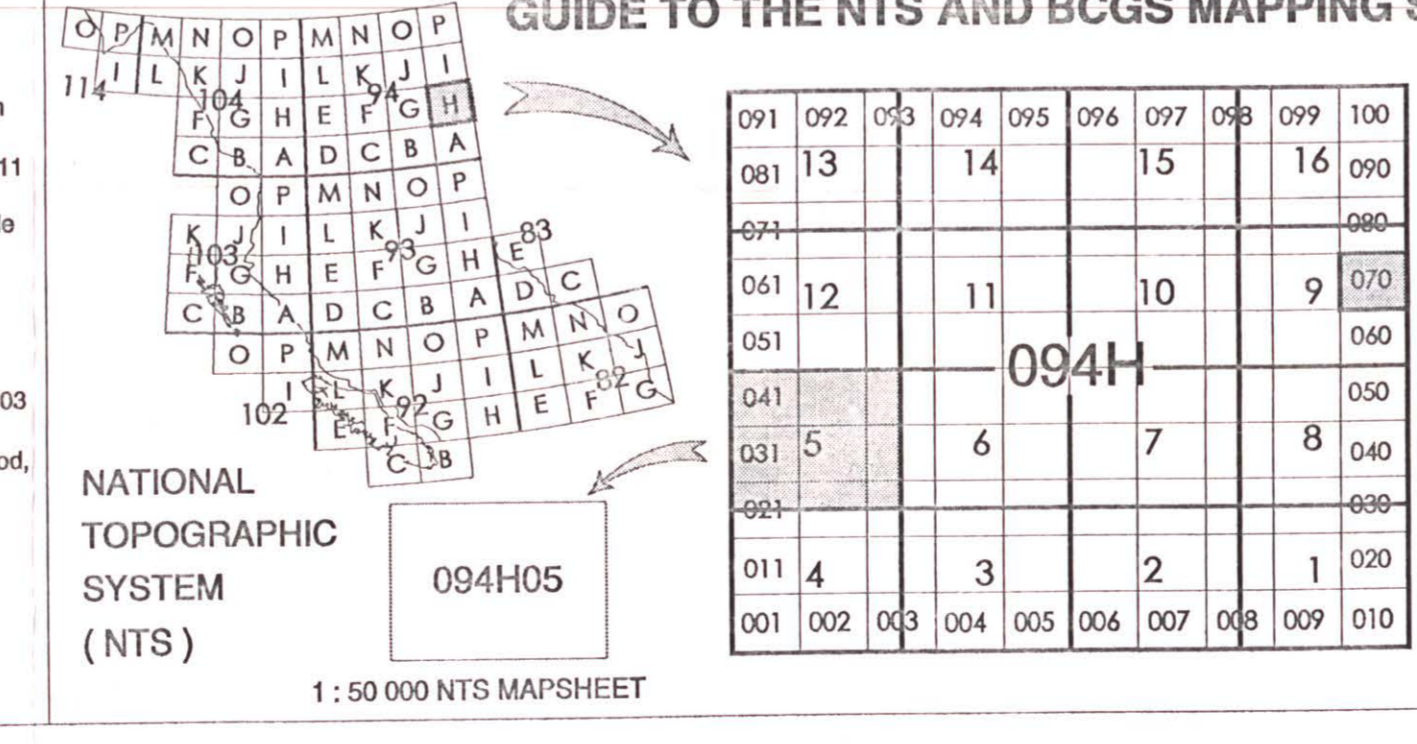 GUIDE TO THE NTS AND BCGS MAPPING S
11
03
od,
O P M N O P M N O P
114 I L K J I L K J I
104 94
F G H E F G H
C B A D C B A
O P M N O P
K J I L K J I
103 93 83
F G H E F G H E
C B A D C B A D C
O P M N O P M N O
I L K J I L K J
102 92 82
E F G H E F G
C B
NATIONAL
TOPOGRAPHIC
SYSTEM
( NTS )
094H05
1 : 50 000 NTS MAPSHEET
091 092 093 094 095 096 097 098 099 100
081 13 14 15 16 090
071 080
061 12 11 10 9 070
051 060
094H
041 050
031 5 6 7 8 040
021 030
011 4 3 2 1 020
001 002 003 004 005 006 007 008 009 010